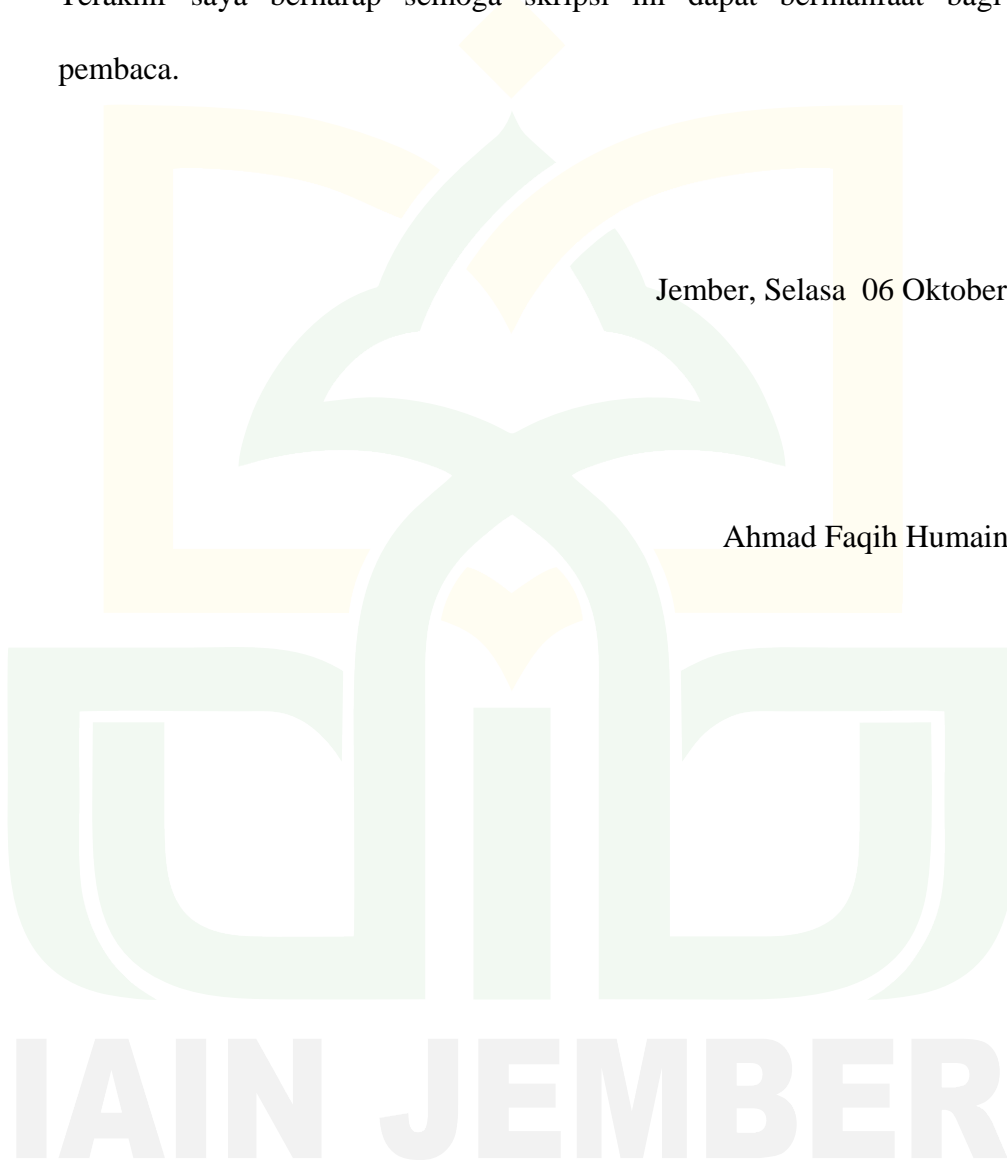 Terakhir saya berharap semoga skripsi ini dapat bermanfaat bagi
pembaca.
Jember, Selasa 06 Oktober
Ahmad Faqih Humain
IAIN JEMBER